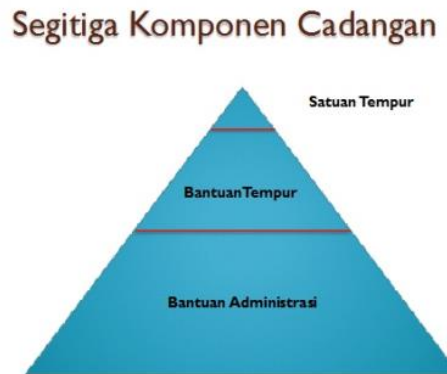 Segitiga Komponen Cadangan
Satuan Tempur
BantuanTempur
Bantuan Administrasi